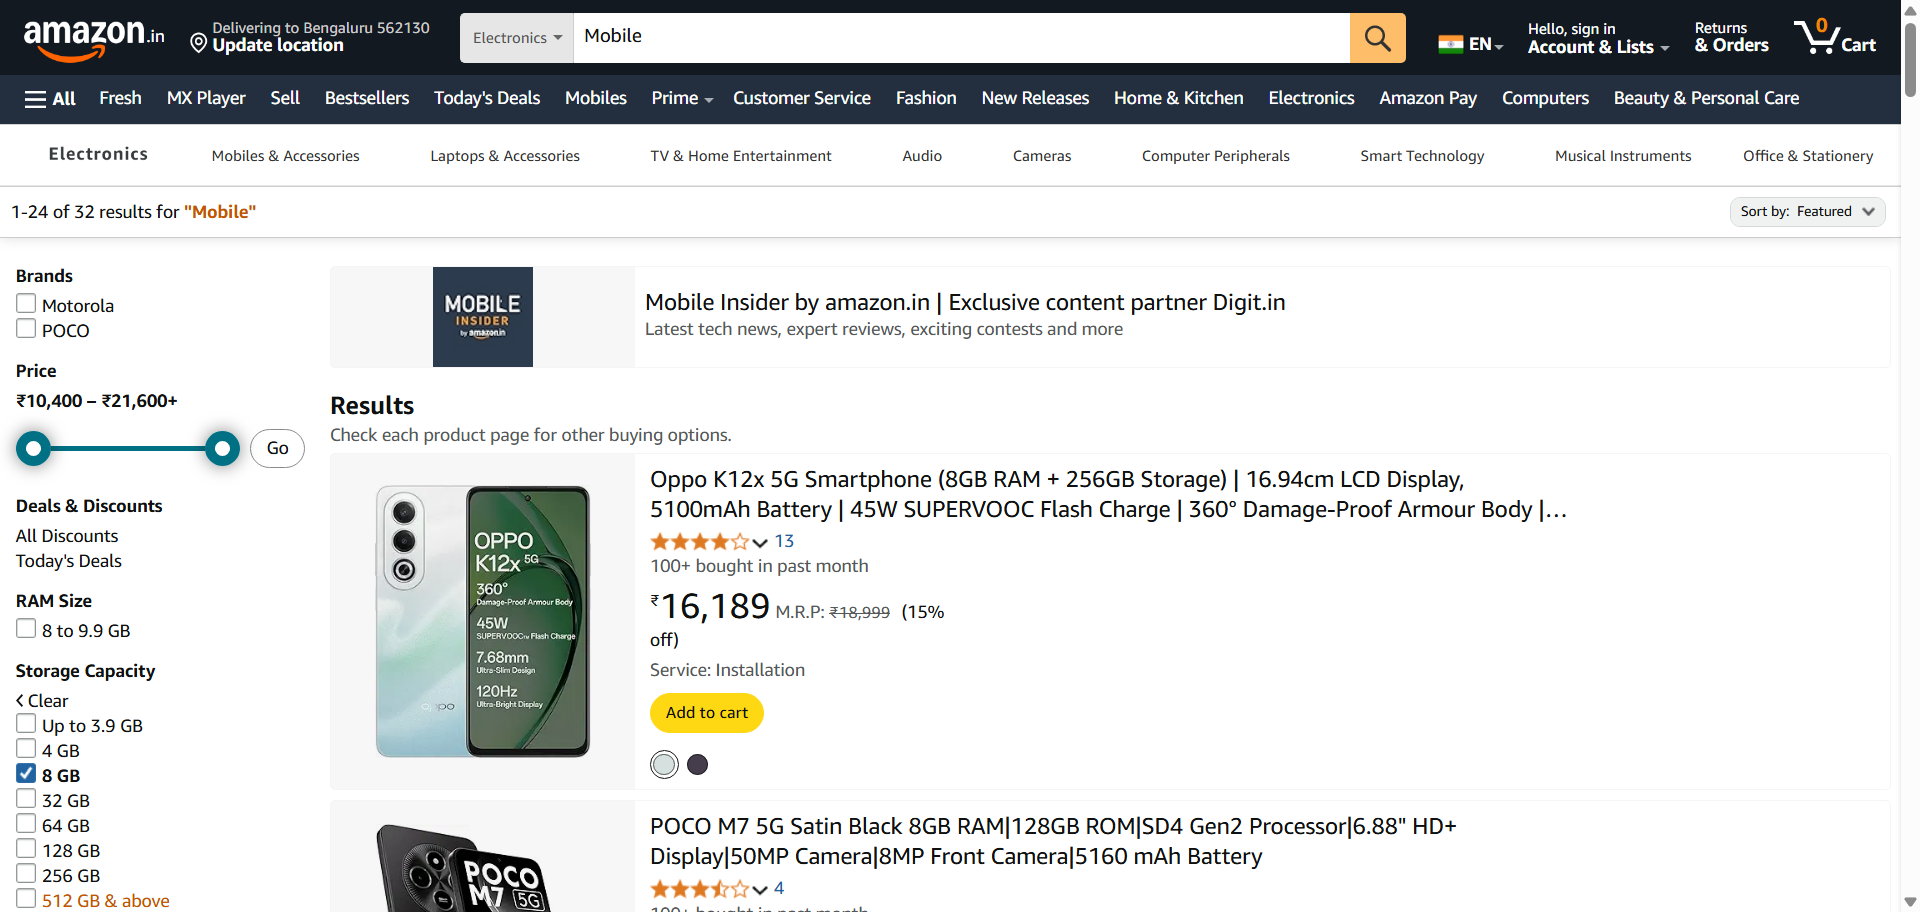 amazon.in
Delivering to Bengaluru 562130
Update location
Electronics
Mobile
EN
Hello, sign in
Account & Lists
Returns
& Orders
0
Cart
All
Fresh
MX Player
Sell
Bestsellers
Today's Deals
Mobiles
Prime
Customer Service
Fashion
New Releases
Home & Kitchen
Electronics
Amazon Pay
Computers
Beauty & Personal Care
Electronics
Mobiles & Accessories
Laptops & Accessories
TV & Home Entertainment
Audio
Cameras
Computer Peripherals
Smart Technology
Musical Instruments
Office & Stationery
1-24 of 32 results for "Mobile"
Sort by: Featured
Brands
Motorola
POCO
Price
₹10,400 – ₹21,600+
Go
Deals & Discounts
All Discounts
Today's Deals
RAM Size
8 to 9.9 GB
Storage Capacity
Clear
Up to 3.9 GB
4 GB
8 GB
32 GB
64 GB
128 GB
256 GB
512 GB & above
MOBILE
INSIDER
by amazon.in
Mobile Insider by amazon.in | Exclusive content partner Digit.in
Latest tech news, expert reviews, exciting contests and more
Results
Check each product page for other buying options.
OPPO
K12x 5G
360°
Damage-Proof Armour Body
45W
SUPERVOOC™ Flash Charge
7.68mm
Ultra-Slim Design
120Hz
Ultra-Bright Display
oppo
Oppo K12x 5G Smartphone (8GB RAM + 256GB Storage) | 16.94cm LCD Display,
5100mAh Battery | 45W SUPERVOOC Flash Charge | 360° Damage-Proof Armour Body |…
13
100+ bought in past month
₹16,189 M.R.P: ₹18,999 (15%
off)
Service: Installation
Add to cart
POCO
M7 5G
POCO M7 5G Satin Black 8GB RAM|128GB ROM|SD4 Gen2 Processor|6.88" HD+
Display|50MP Camera|8MP Front Camera|5160 mAh Battery
4
100+ bought in past month